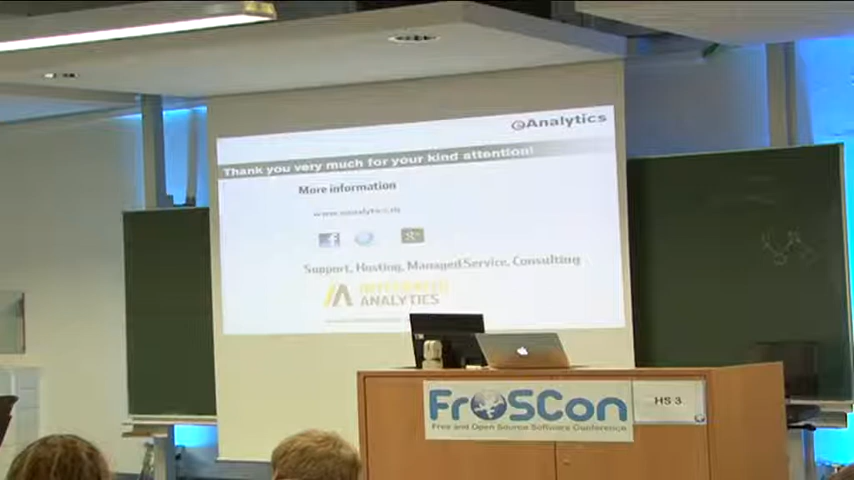 Analytics
Thank you very much for your kind attention!
More information
Support, Hosting, Managed Service, Consulting
ANALYTICS
FrOSCon
Free and Open Source Software Conference
HS 3